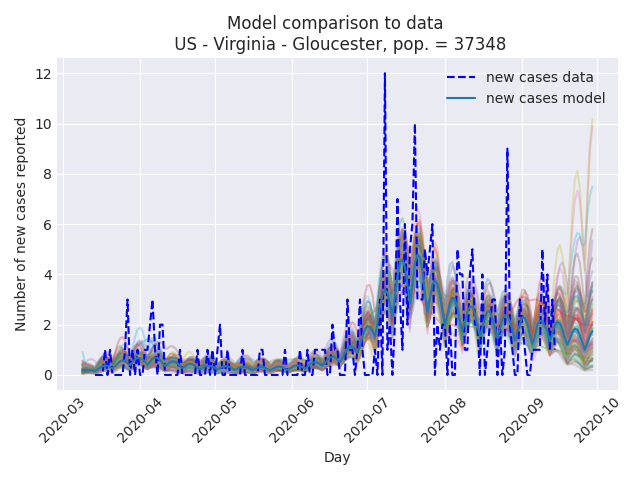 Model comparison to data
US - Virginia - Gloucester, pop. = 37348
new cases data
new cases model
Number of new cases reported
12
10
8
6
4
2
0
2020-03
2020-04
2020-05
2020-06
2020-07
2020-08
2020-09
2020-10
Day